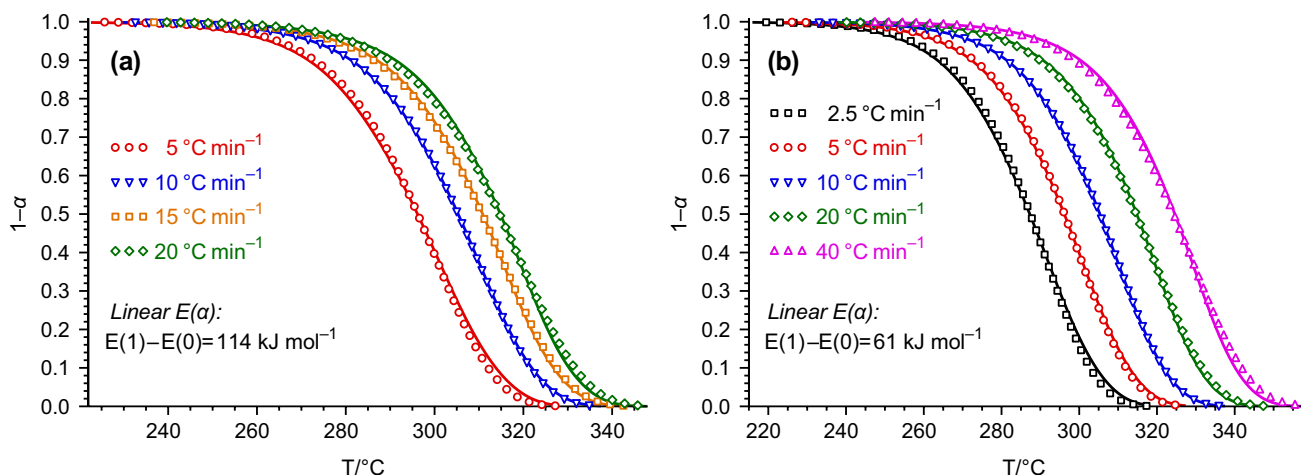 (a)
1.0
0.9
0.8
0.7
0.6
0.5
0.4
0.3
0.2
0.1
0.0
1–α
5 °C min⁻¹
10 °C min⁻¹
15 °C min⁻¹
20 °C min⁻¹
Linear E(α):
E(1)–E(0)=114 kJ mol⁻¹
240 260 280 300 320 340
T/°C
(b)
1.0
0.9
0.8
0.7
0.6
0.5
0.4
0.3
0.2
0.1
0.0
1–α
2.5 °C min⁻¹
5 °C min⁻¹
10 °C min⁻¹
20 °C min⁻¹
40 °C min⁻¹
Linear E(α):
E(1)–E(0)=61 kJ mol⁻¹
220 240 260 280 300 320 340
T/°C